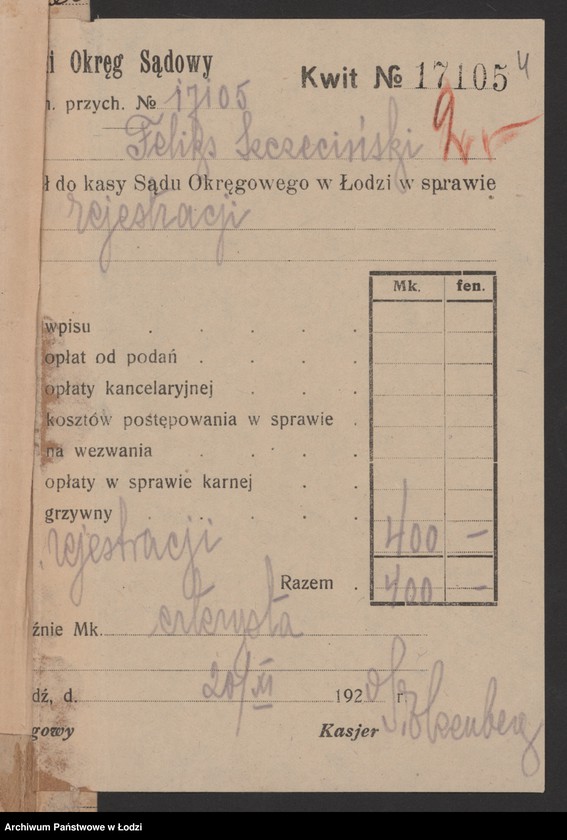 i Okręg Sądowy
Kwit № 17105 4
n. przych. № 17105
Feliks Szczeciński
ł do kasy Sądu Okręgowego w Łodzi w sprawie
rejestracji
Mk. fen.
wpisu
opłat od podań
opłaty kancelaryjnej
kosztów postępowania w sprawie
na wezwania
opłaty w sprawie karnej
grzywny
rejestracji 400 —
Razem 400 —
źnie Mk. czterysta
dź, d. 20/XI 1920 r.
gowy Kasjer
Archiwum Państwowe w Łodzi